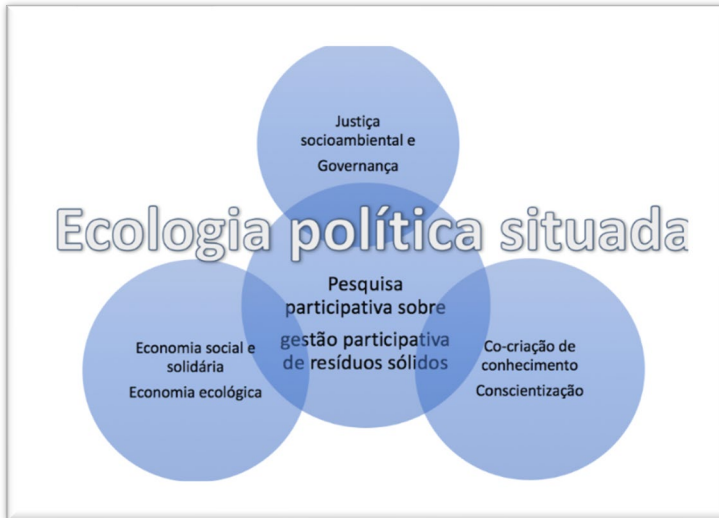 Justiça
socioambiental e
Governança
Ecologia política situada
Pesquisa
participativa sobre
gestão participativa
de resíduos sólidos
Economia social e
solidária
Economia ecológica
Co-criação de
conhecimento
Conscientização